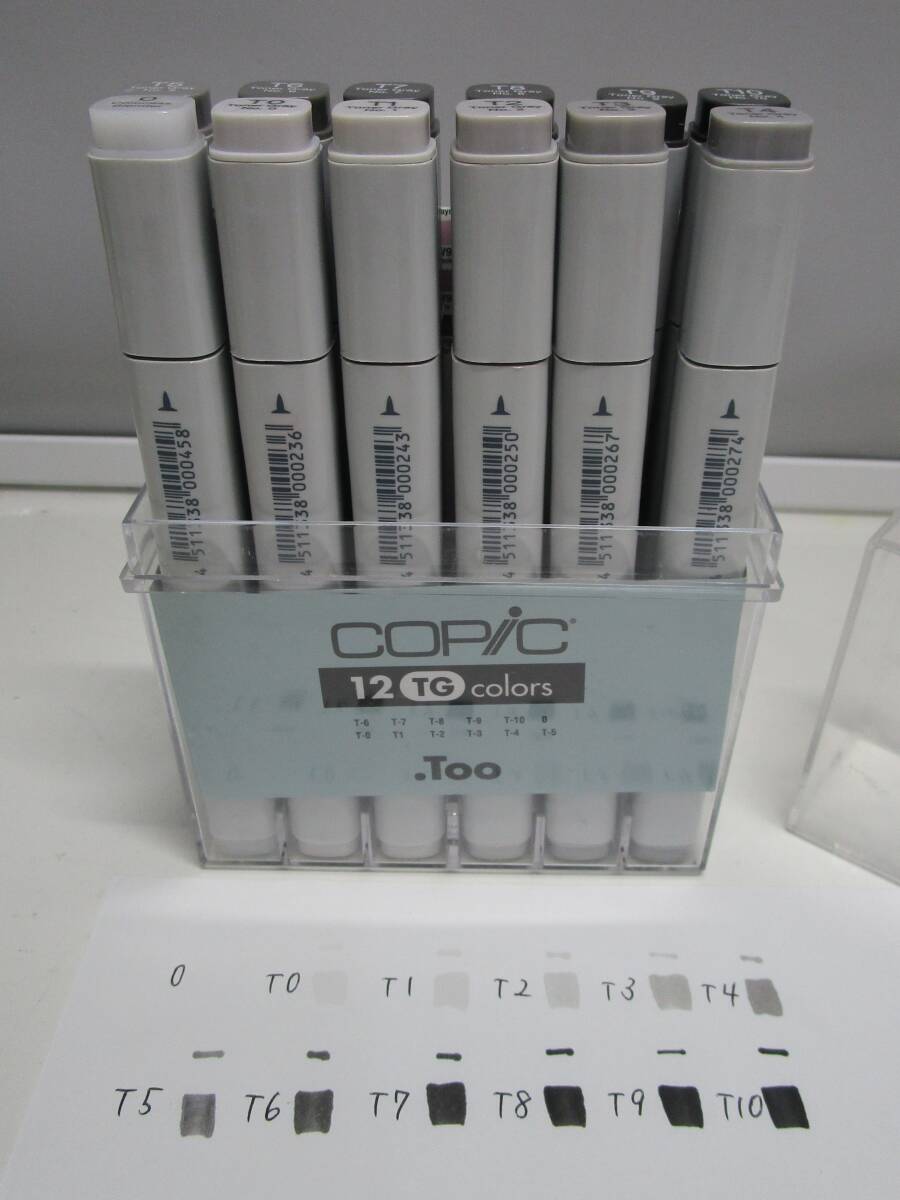 T5 T6 T7 T8 T9 T10
0 T0 T1 T2 T3 T4
4 511338 000458
4 511338 000236
4 511338 000243
4 511338 000250
4 511338 000267
4 511338 000274
COPIC
12 TG colors
T-6 T-7 T-8 T-9 T-10 B
T-0 T1 T-2 T-3 T-4 T-5
.Too
0 T0 T1 T2 T3 T4
T5 T6 T7 T8 T9 T10